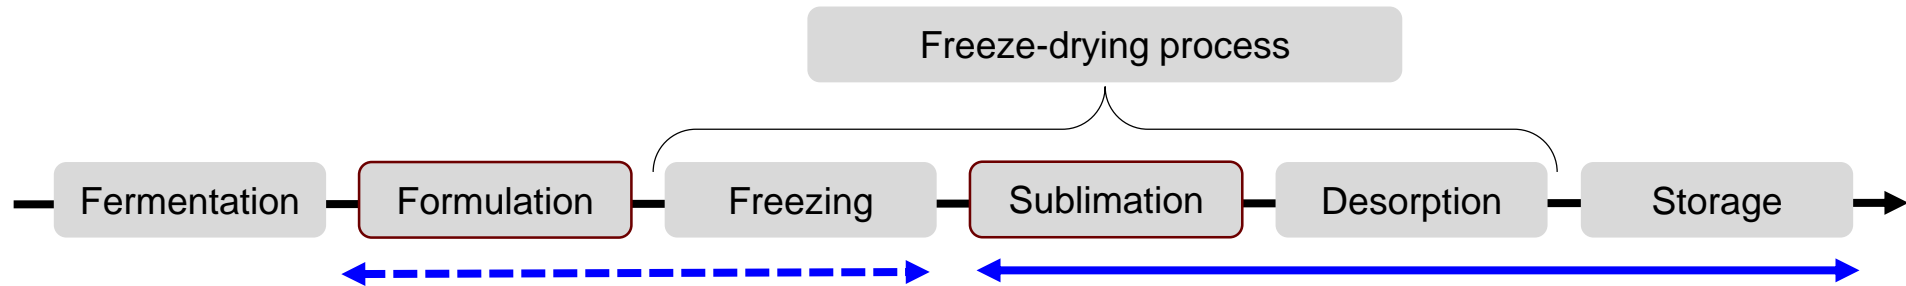 Freeze-drying process
Fermentation
Formulation
Freezing
Sublimation
Desorption
Storage